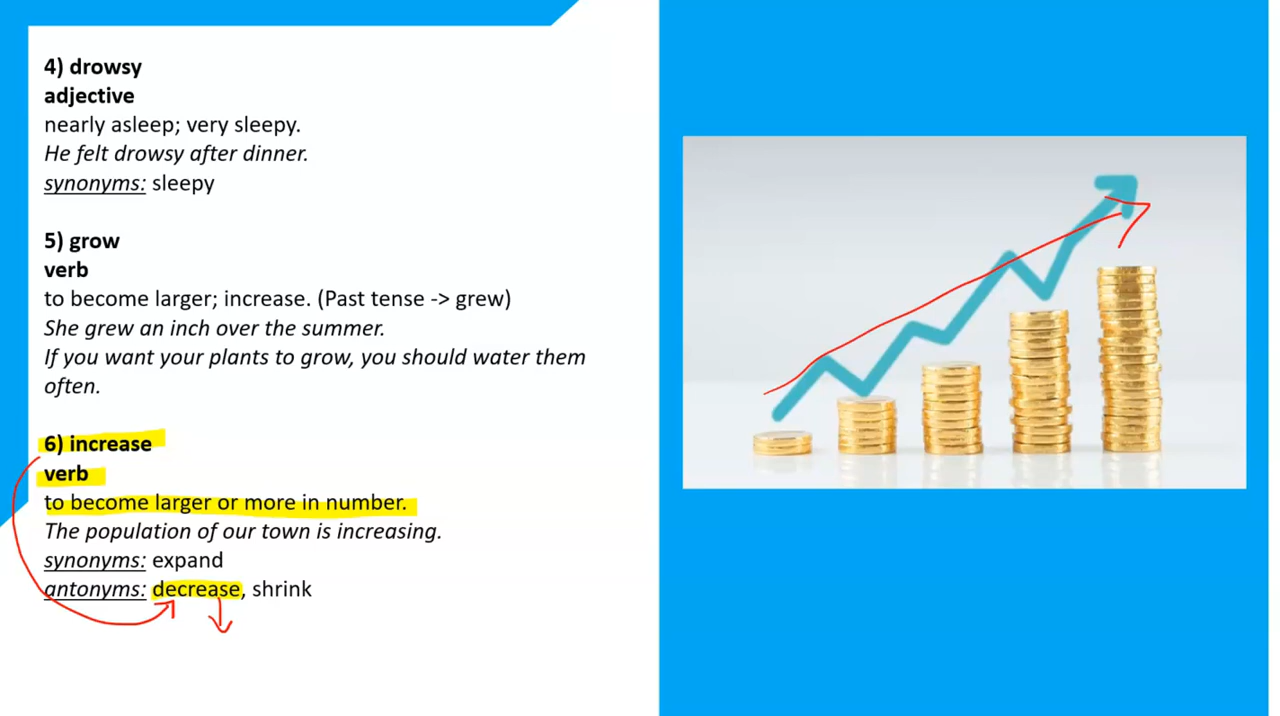 4) drowsy
adjective
nearly asleep; very sleepy.
He felt drowsy after dinner.
synonyms: sleepy
5) grow
verb
to become larger; increase. (Past tense -> grew)
She grew an inch over the summer.
If you want your plants to grow, you should water them
often.
6) increase
verb
to become larger or more in number.
The population of our town is increasing.
synonyms: expand
antonyms: decrease, shrink